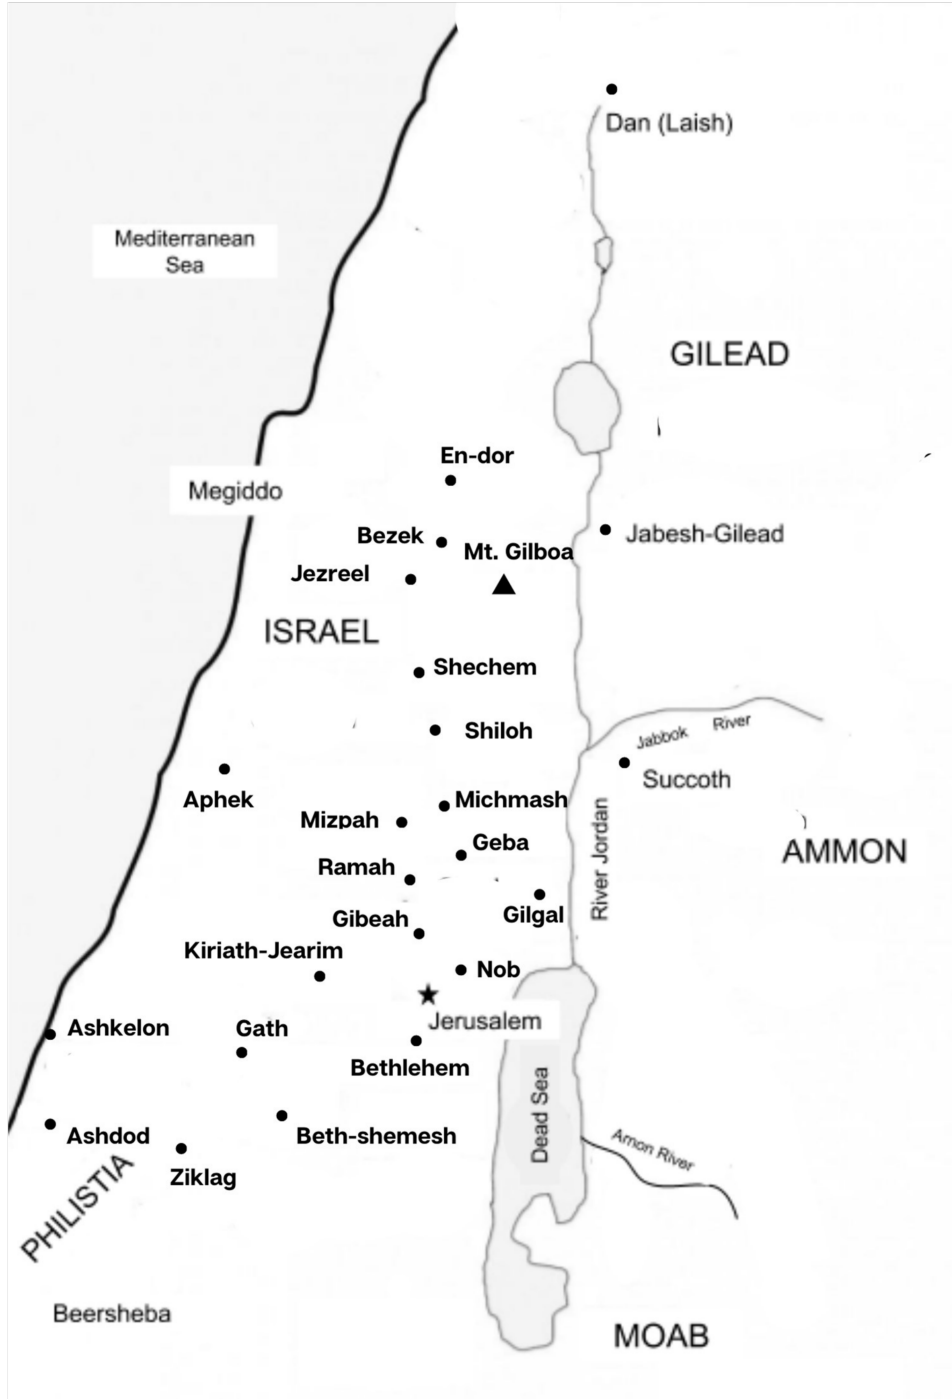 Dan (Laish)
Mediterranean
Sea
GILEAD
En-dor
Megiddo
Bezek
Jabesh-Gilead
Mt. Gilboa
Jezreel
ISRAEL
Shechem
Shiloh
Jabbok River
Succoth
Aphek
Michmash
Mizpah
Geba
AMMON
River Jordan
Ramah
Gilgal
Gibeah
Kiriath-Jearim
Nob
Jerusalem
Ashkelon
Gath
Bethlehem
Dead Sea
Ashdod
Beth-shemesh
Arnon River
Ziklag
PHILISTIA
Beersheba
MOAB